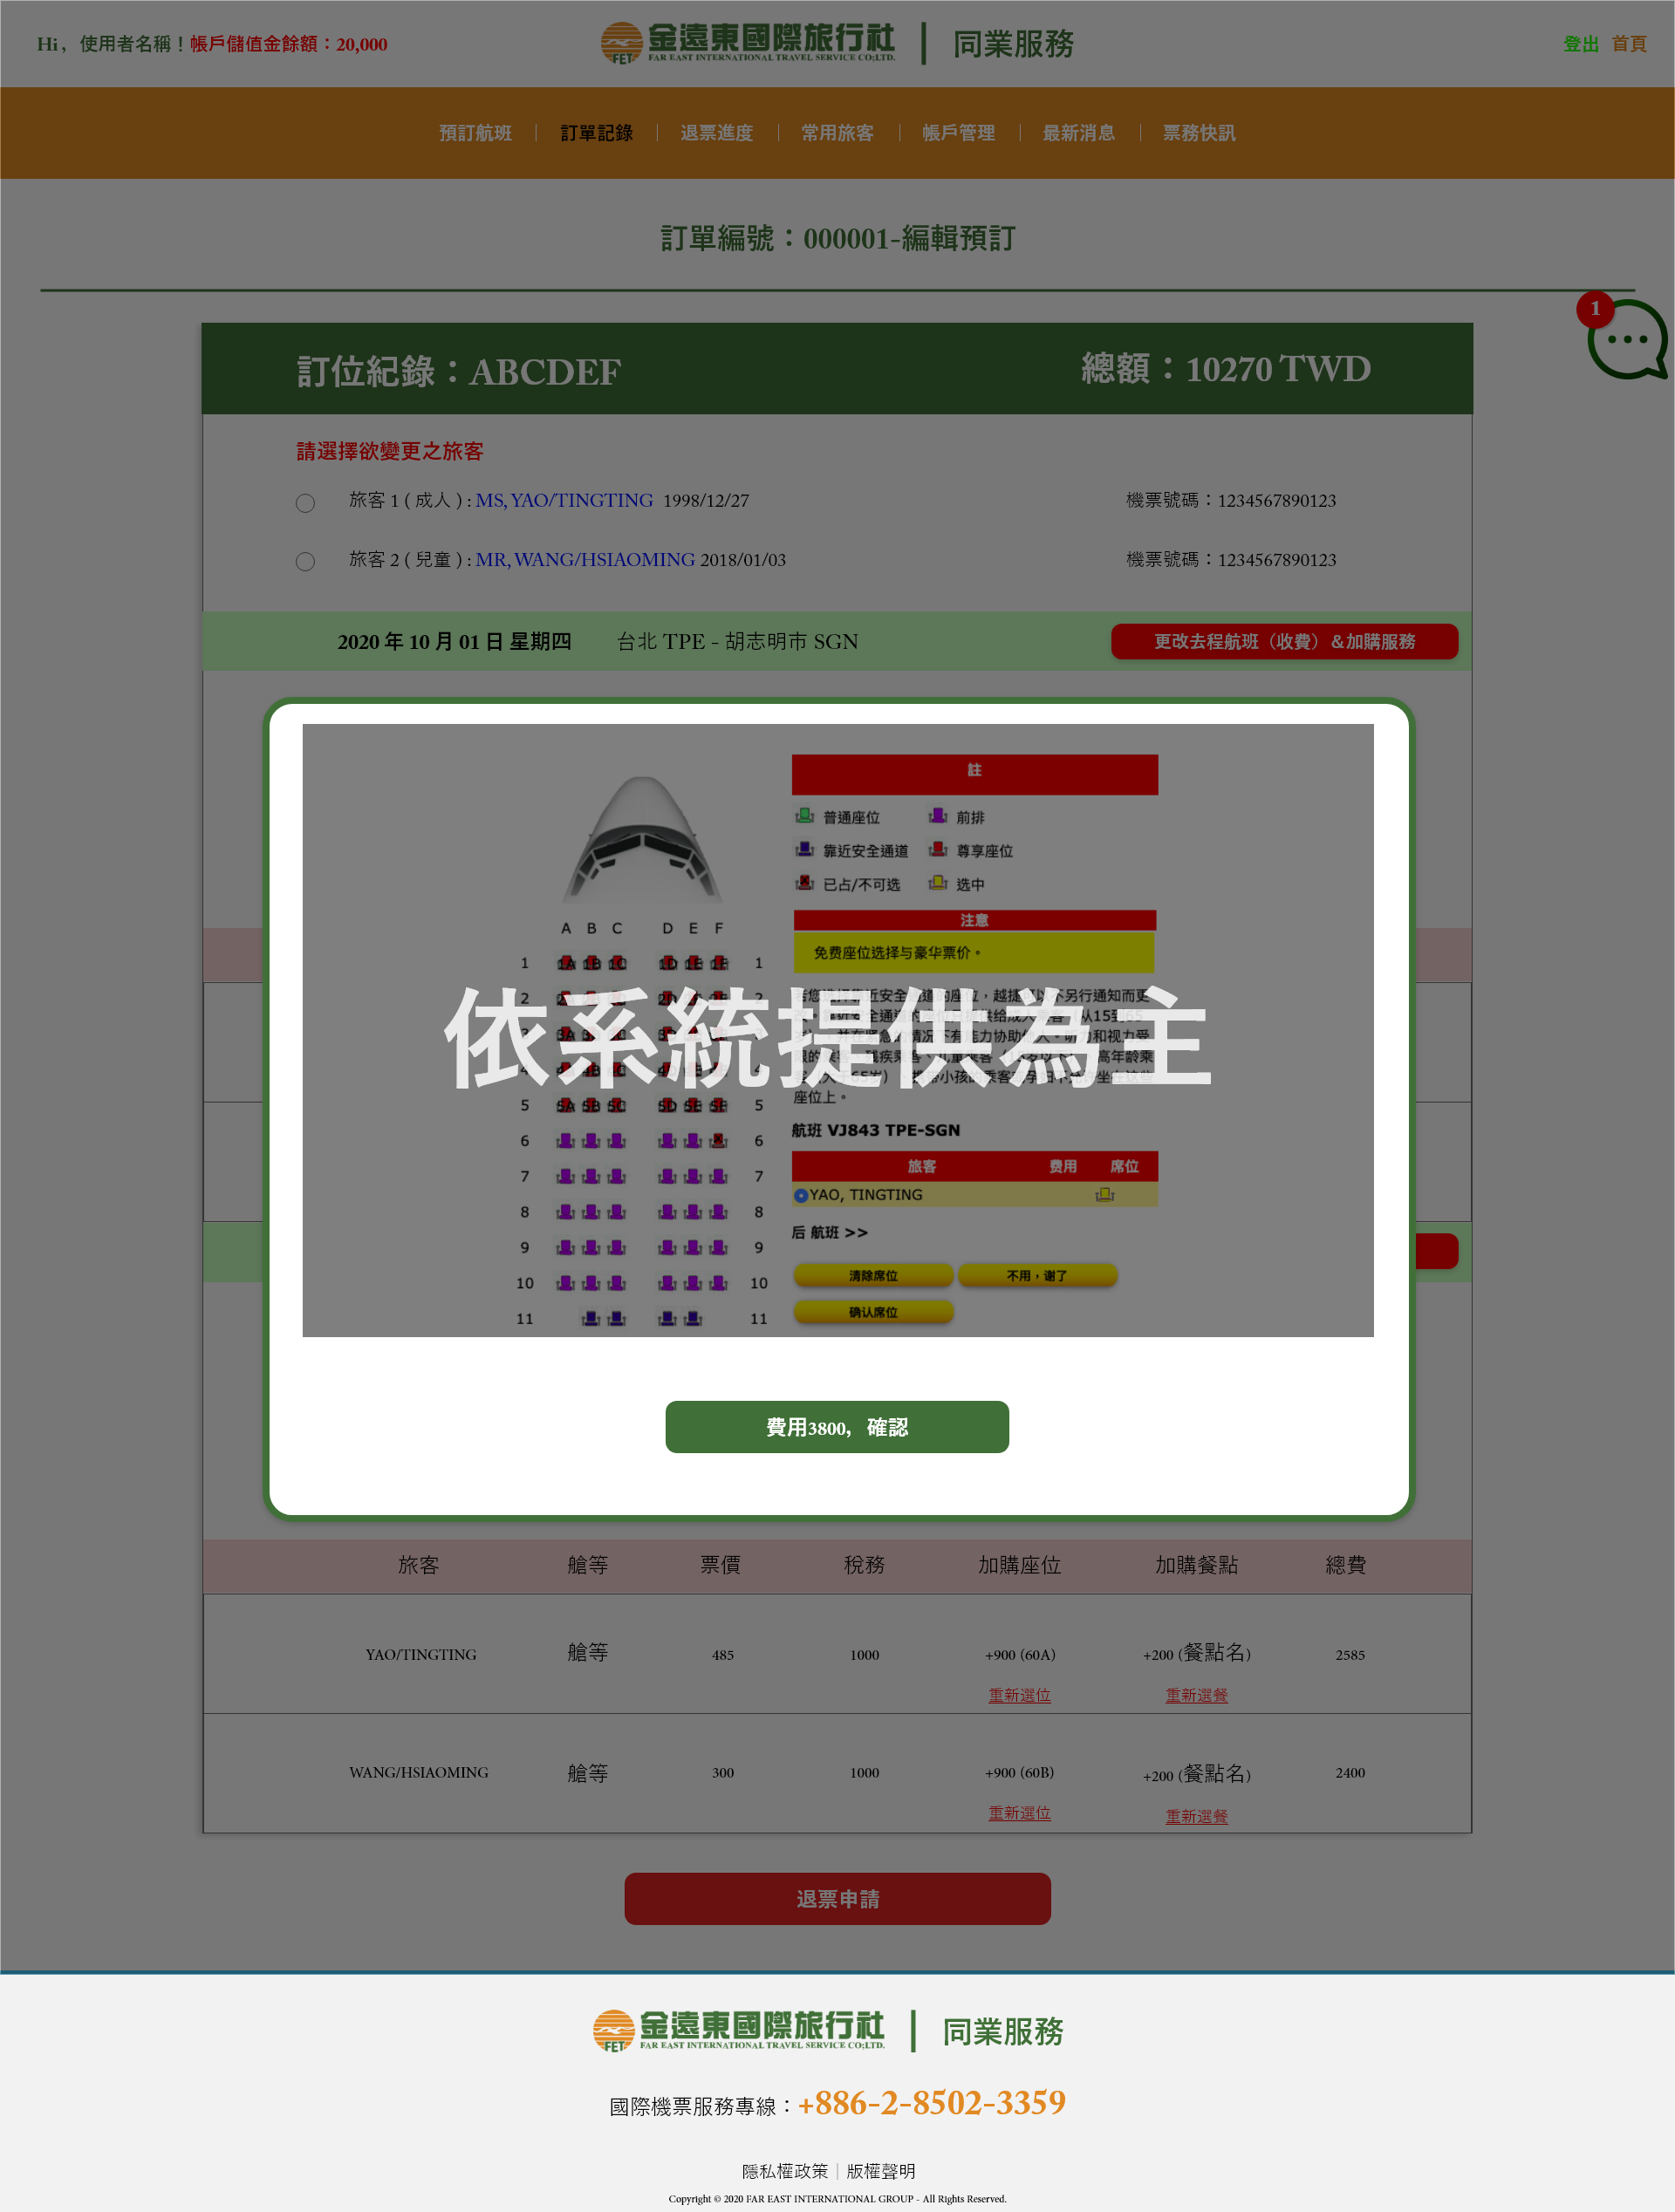 Hi，使用者名稱！帳戶儲值金餘額：20,000
金遠東國際旅行社
FAR EAST INTERNATIONAL TRAVEL SERVICE CO;LTD.
FET
同業服務
登出 首頁
預訂航班 訂單記錄 退票進度 常用旅客 帳戶管理 最新消息 票務快訊
訂單編號：000001-編輯預訂
1
訂位紀錄：ABCDEF 總額：10270 TWD
請選擇欲變更之旅客
旅客 1 ( 成人 ) : MS, YAO/TINGTING 1998/12/27 機票號碼：1234567890123
旅客 2 ( 兒童 ) : MR, WANG/HSIAOMING 2018/01/03 機票號碼：1234567890123
2020 年 10 月 01 日 星期四 台北 TPE - 胡志明市 SGN 更改去程航班（收費）＆加購服務
註
普通座位 前排
靠近安全通道 尊享座位
已占/不可选 选中
注意
免费座位选择与豪华票价。
依系統提供為主
座位上。
航班 VJ843 TPE-SGN
旅客 费用 席位
YAO, TINGTING
后 航班 >>
清除席位 不用，谢了
确认席位
A B C D E F
1 1A 1B 1C 1D 1E 1F 1
2 2
5 5A 5B 5C 5D 5E 5F 5
6 6
7 7
8 8
9 9
10 10
11 11
費用3800，確認
旅客 艙等 票價 稅務 加購座位 加購餐點 總費
YAO/TINGTING 艙等 485 1000 +900 (60A) +200 (餐點名) 2585
重新選位 重新選餐
WANG/HSIAOMING 艙等 300 1000 +900 (60B) +200 (餐點名) 2400
重新選位 重新選餐
退票申請
金遠東國際旅行社
FAR EAST INTERNATIONAL TRAVEL SERVICE CO;LTD.
FET
同業服務
國際機票服務專線：+886-2-8502-3359
隱私權政策｜版權聲明
Copyright © 2020 FAR EAST INTERNATIONAL GROUP - All Rights Reserved.